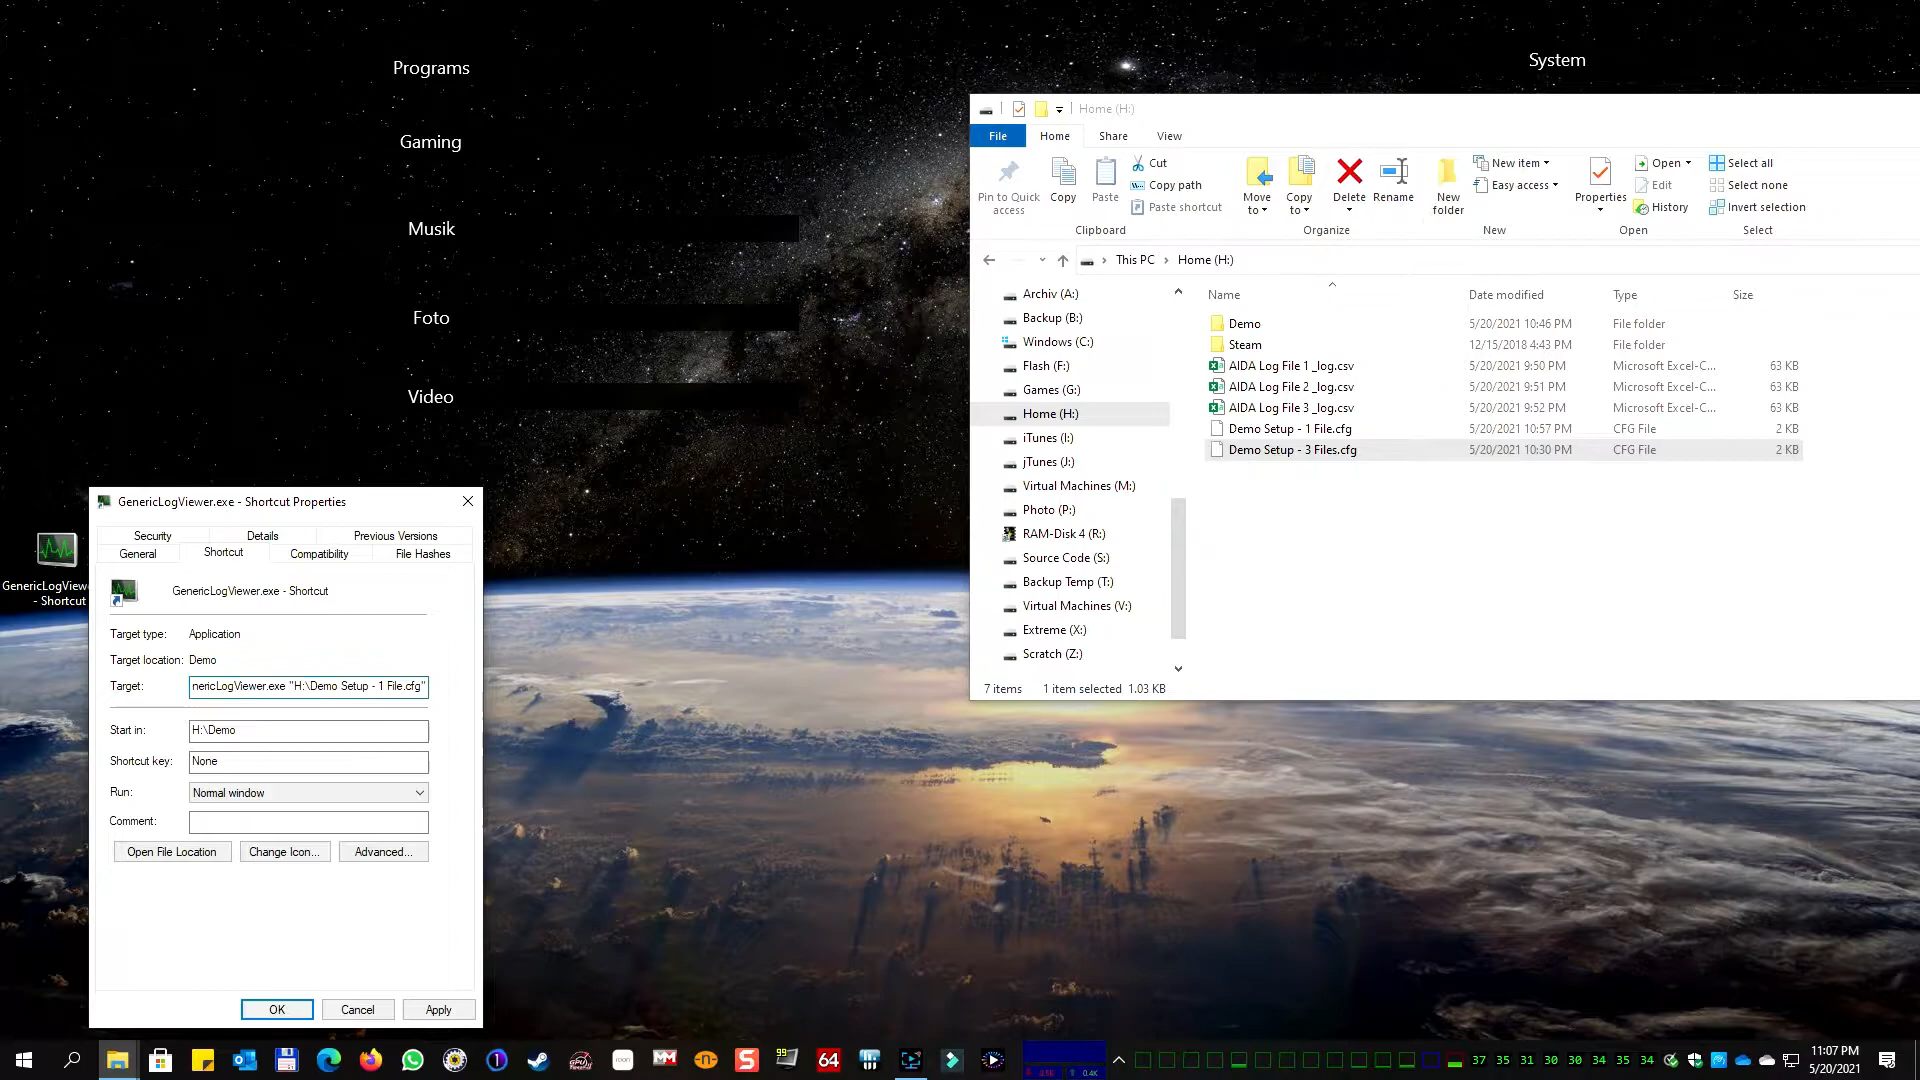 Programs
Gaming
Musik
Foto
Video
System
GenericLogView
- Shortcut
GenericLogViewer.exe - Shortcut Properties
Security
Details
Previous Versions
General
Shortcut
Compatibility
File Hashes
GenericLogViewer.exe - Shortcut
Target type: Application
Target location: Demo
Target: nericLogViewer.exe "H:\Demo Setup - 1 File.cfg"
Start in: H:\Demo
Shortcut key: None
Run: Normal window
Comment:
Open File Location
Change Icon...
Advanced...
OK
Cancel
Apply
Home (H:)
File
Home
Share
View
Pin to Quick
access
Copy
Paste
Cut
Copy path
Paste shortcut
Clipboard
Move
to
Copy
to
Delete
Rename
Organize
New
folder
New item
Easy access
New
Properties
Open
Edit
History
Open
Select all
Select none
Invert selection
Select
This PC
Home (H:)
Archiv (A:)
Backup (B:)
Windows (C:)
Flash (F:)
Games (G:)
Home (H:)
iTunes (I:)
jTunes (J:)
Virtual Machines (M:)
Photo (P:)
RAM-Disk 4 (R:)
Source Code (S:)
Backup Temp (T:)
Virtual Machines (V:)
Extreme (X:)
Scratch (Z:)
Name Date modified Type Size
Demo 5/20/2021 10:46 PM File folder
Steam 12/15/2018 4:43 PM File folder
AIDA Log File 1 _log.csv 5/20/2021 9:50 PM Microsoft Excel-C... 63 KB
AIDA Log File 2 _log.csv 5/20/2021 9:51 PM Microsoft Excel-C... 63 KB
AIDA Log File 3 _log.csv 5/20/2021 9:52 PM Microsoft Excel-C... 63 KB
Demo Setup - 1 File.cfg 5/20/2021 10:57 PM CFG File 2 KB
Demo Setup - 3 Files.cfg 5/20/2021 10:30 PM CFG File 2 KB
7 items 1 item selected 1.03 KB
99
64
0.4K
37 35 31 30 30 34 35 34
11:07 PM
5/20/2021